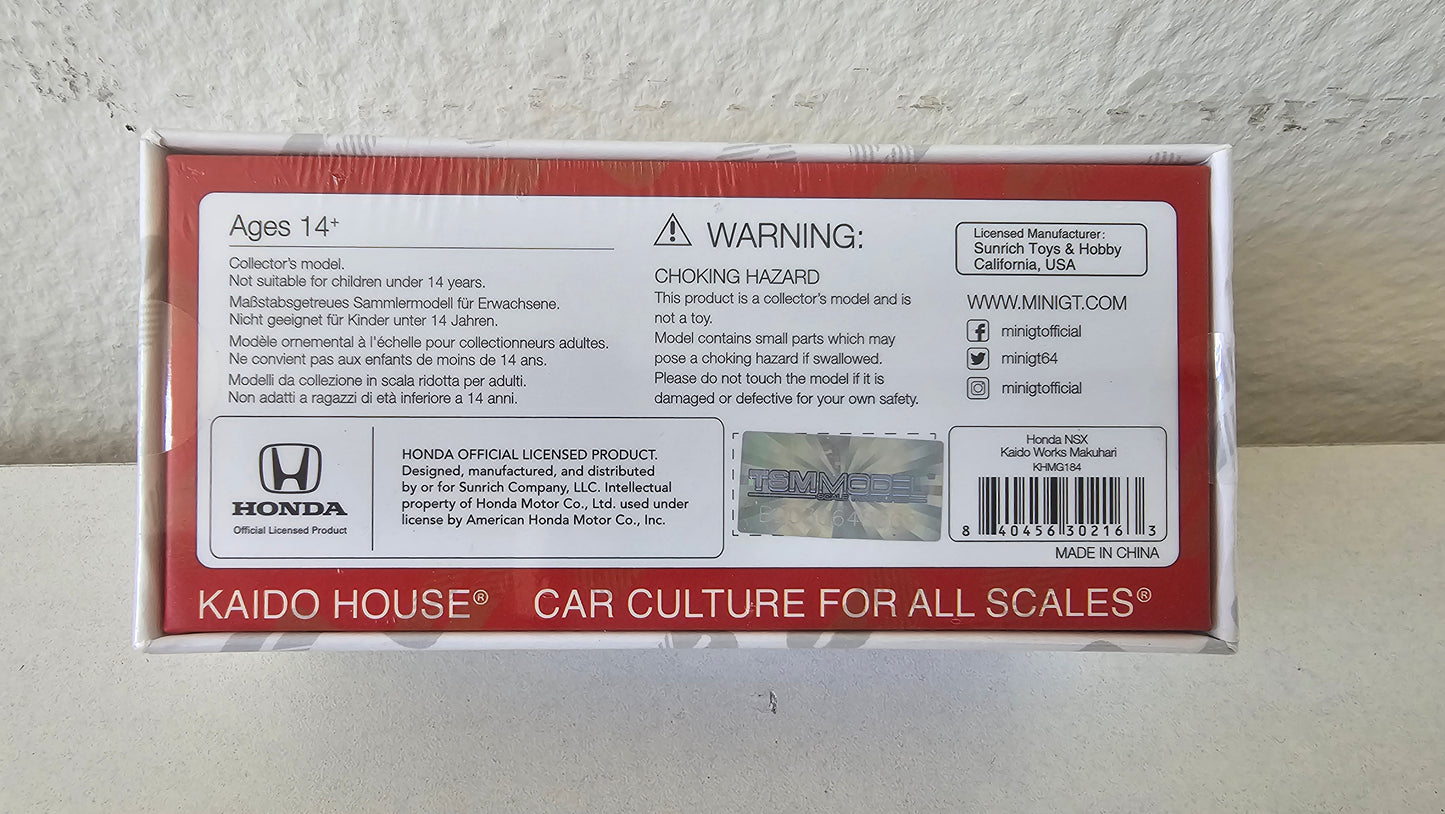 Ages 14+
Collector's model.
Not suitable for children under 14 years.
Maßstabsgetreues Sammlermodell für Erwachsene.
Nicht geeignet für Kinder unter 14 Jahren.
Modèle ornemental à l'échelle pour collectionneurs adultes.
Ne convient pas aux enfants de moins de 14 ans.
Modelli da collezione in scala ridotta per adulti.
Non adatti a ragazzi di età inferiore a 14 anni.
WARNING:
CHOKING HAZARD
This product is a collector's model and is
not a toy.
Model contains small parts which may
pose a choking hazard if swallowed.
Please do not touch the model if it is
damaged or defective for your own safety.
Licensed Manufacturer:
Sunrich Toys & Hobby
California, USA
WWW.MINIGT.COM
minigtofficial
minigt64
minigtofficial
HONDA
Official Licensed Product
HONDA OFFICIAL LICENSED PRODUCT.
Designed, manufactured, and distributed
by or for Sunrich Company, LLC. Intellectual
property of Honda Motor Co., Ltd. used under
license by American Honda Motor Co., Inc.
TSMMODEL
SCALE
Honda NSX
Kaido Works Makuhari
KHMG184
8 40456 30216 3
MADE IN CHINA
KAIDO HOUSE® CAR CULTURE FOR ALL SCALES®